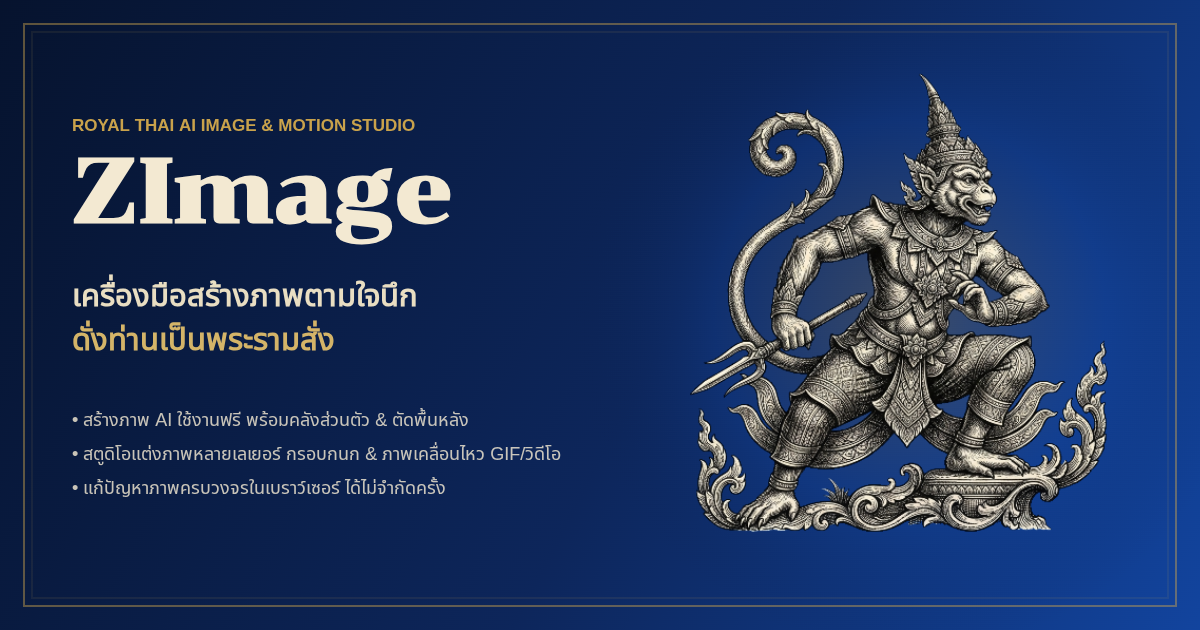 ROYAL THAI AI IMAGE & MOTION STUDIO
ZImage
เครื่องมือสร้างภาพตามใจนึก
ดั่งท่านเป็นพระรามสั่ง
• สร้างภาพ AI ใช้งานฟรี พร้อมคลังส่วนตัว & ตัดพื้นหลัง
• สตูดิโอแต่งภาพหลายเลเยอร์ กรอบกนก & ภาพเคลื่อนไหว GIF/วิดีโอ
• แก้ปัญหาภาพครบวงจรในเบราว์เซอร์ ได้ไม่จำกัดครั้ง